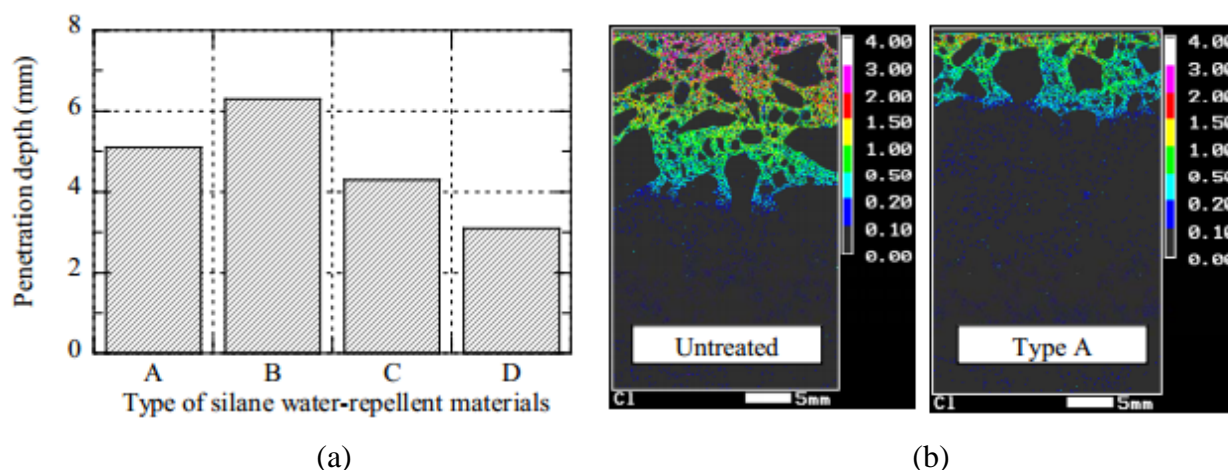 8
6
4
2
0
Penetration depth (mm)
A B C D
Type of silane water-repellent materials
(a)
4.00
3.00
2.00
1.50
1.00
0.50
0.20
0.10
0.00
Untreated
Cl 5mm
4.00
3.00
2.00
1.50
1.00
0.50
0.20
0.10
0.00
Type A
Cl 5mm
(b)